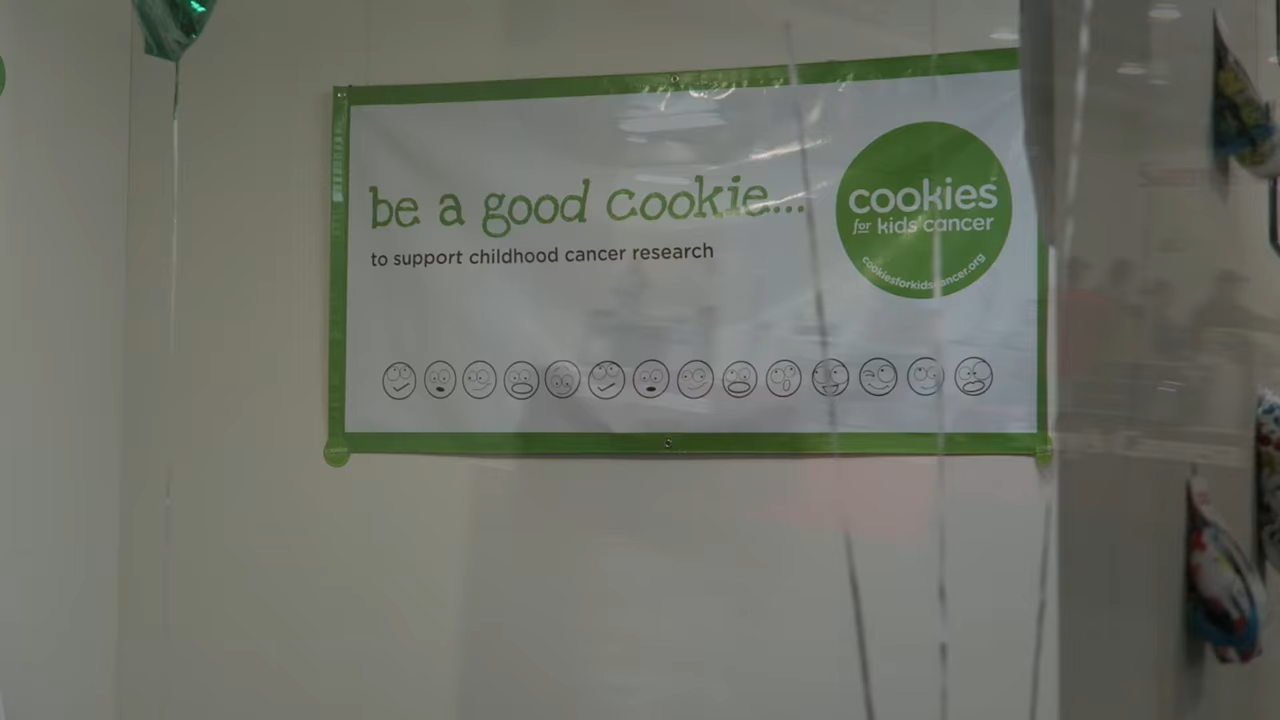 be a good cookie...
to support childhood cancer research
cookies
for kids cancer
cookiesforkidscancer.org